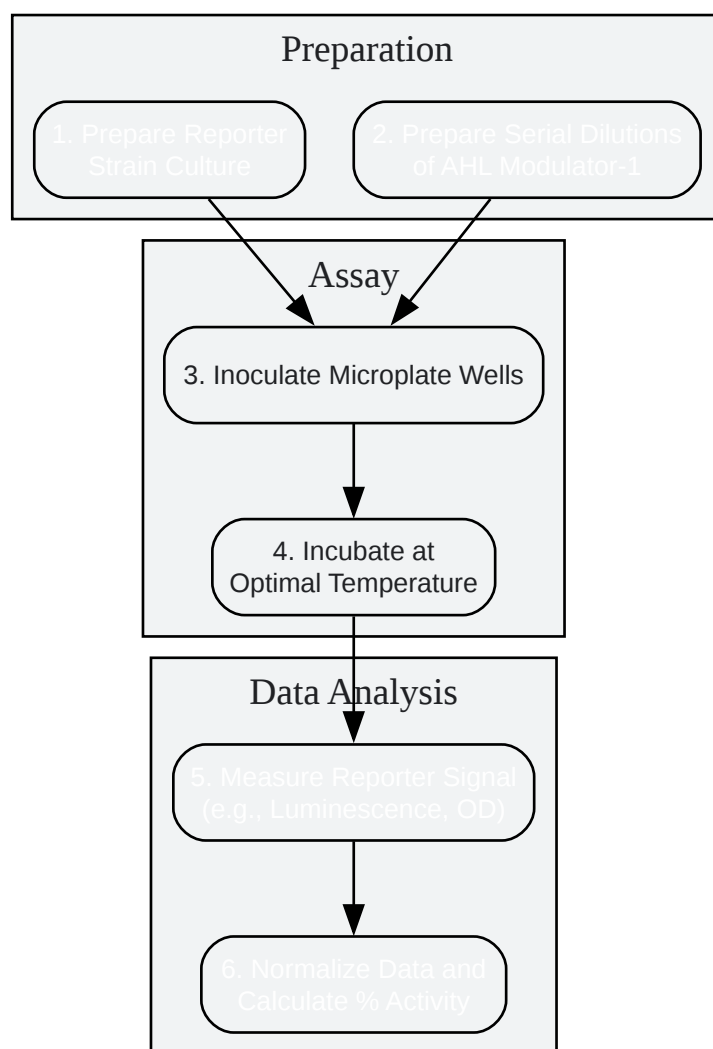 Preparation
1. Prepare Reporter
Strain Culture
2. Prepare Serial Dilutions
of AHL Modulator-1
Assay
3. Inoculate Microplate Wells
4. Incubate at
Optimal Temperature
Data Analysis
5. Measure Reporter Signal
(e.g., Luminescence, OD)
6. Normalize Data and
Calculate % Activity